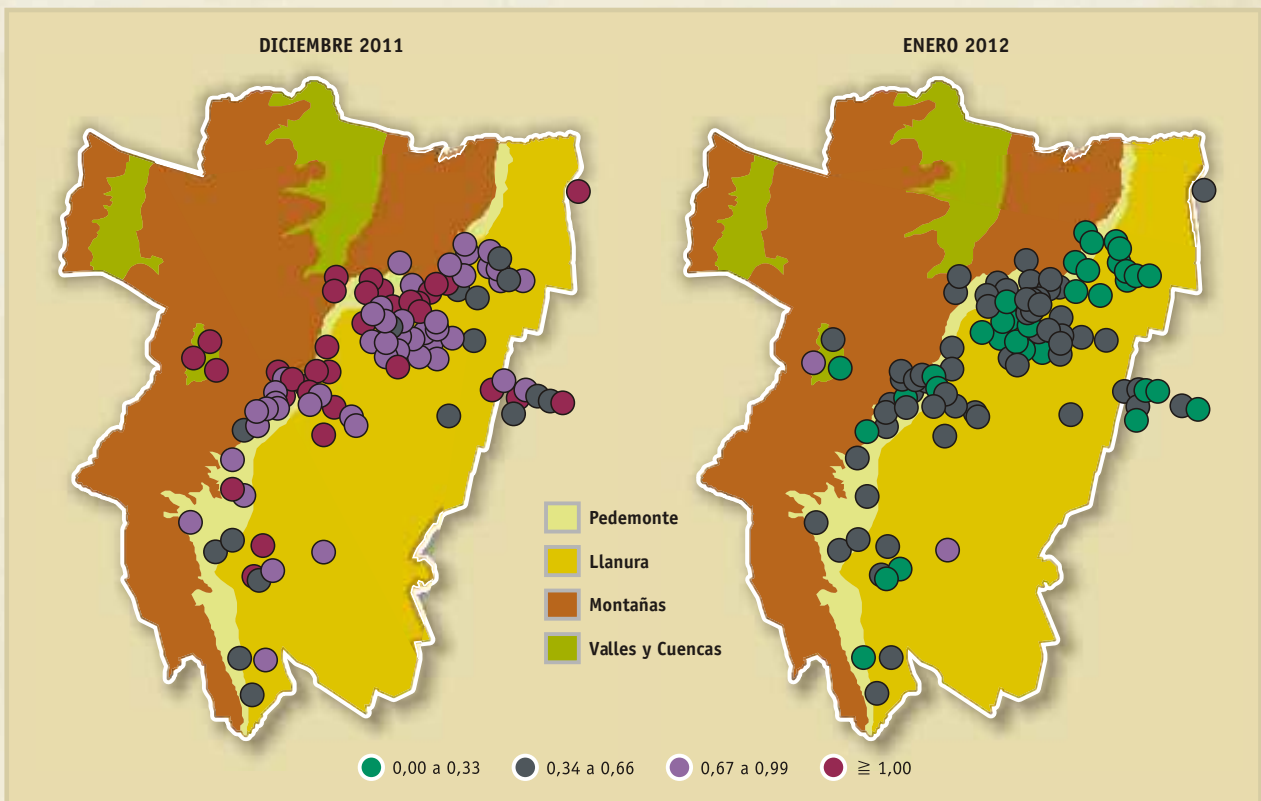 DICIEMBRE 2011
ENERO 2012
Pedemonte
Llanura
Montañas
Valles y Cuencas
0,00 a 0,33
0,34 a 0,66
0,67 a 0,99
≧ 1,00